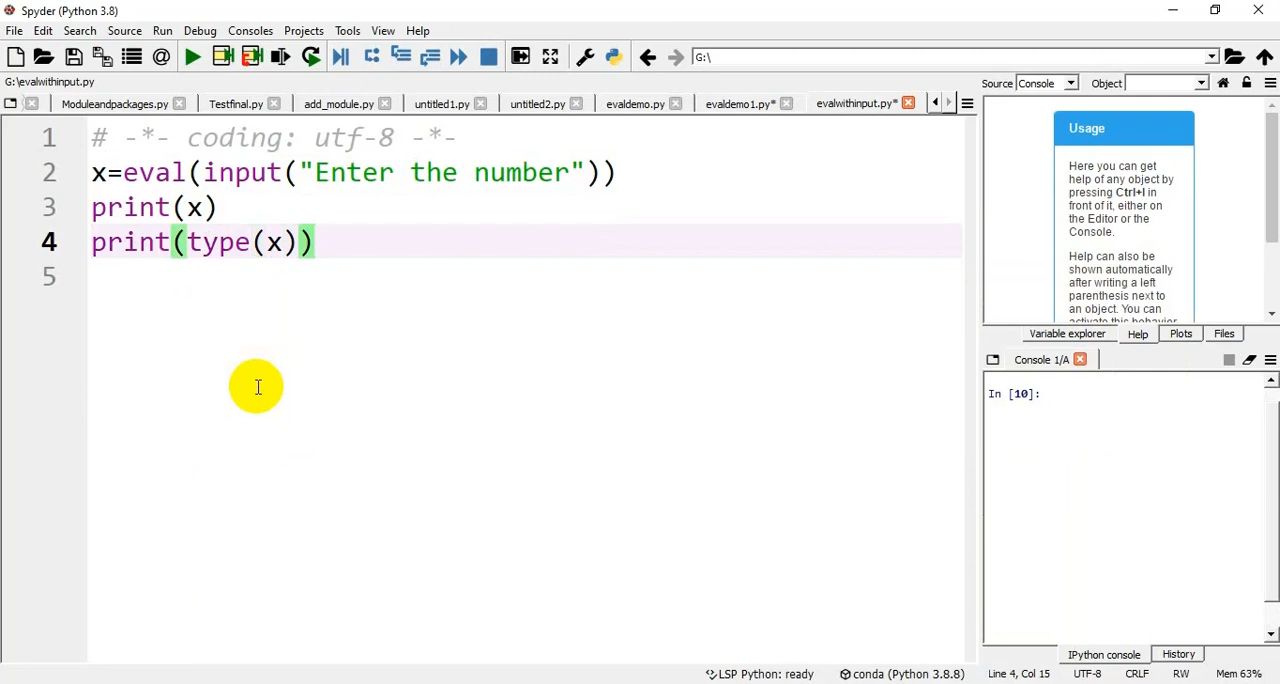 Spyder (Python 3.8)
File Edit Search Source Run Debug Consoles Projects Tools View Help
G:\
G:\evalwithinput.py
Moduleandpackages.py Testfinal.py add_module.py untitled1.py untitled2.py evaldemo.py evaldemo1.py* evalwithinput.py*
Source Console Object
1 # -*- coding: utf-8 -*-
2 x=eval(input("Enter the number"))
3 print(x)
4 print(type(x))
5
Usage
Here you can get
help of any object by
pressing Ctrl+I in
front of it, either on
the Editor or the
Console.
Help can also be
shown automatically
after writing a left
parenthesis next to
an object. You can
activate this behavior
Variable explorer Help Plots Files
Console 1/A
In [10]:
IPython console History
LSP Python: ready conda (Python 3.8.8) Line 4, Col 15 UTF-8 CRLF RW Mem 63%